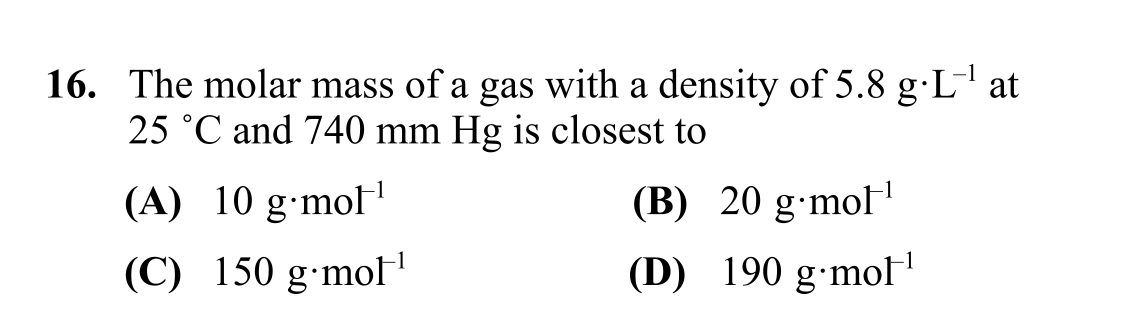 16. The molar mass of a gas with a density of 5.8 g·L⁻¹ at
25 ˚C and 740 mm Hg is closest to
(A) 10 g·mol⁻¹ (B) 20 g·mol⁻¹
(C) 150 g·mol⁻¹ (D) 190 g·mol⁻¹